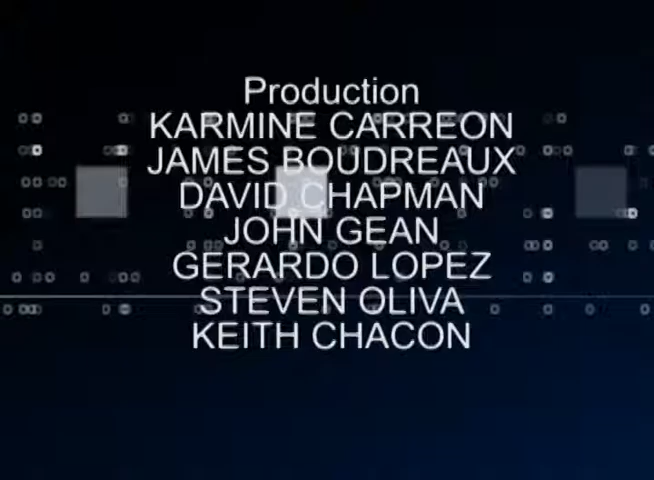 Production
KARMINE CARREON
JAMES BOUDREAUX
DAVID CHAPMAN
JOHN GEAN
GERARDO LOPEZ
STEVEN OLIVA
KEITH CHACON